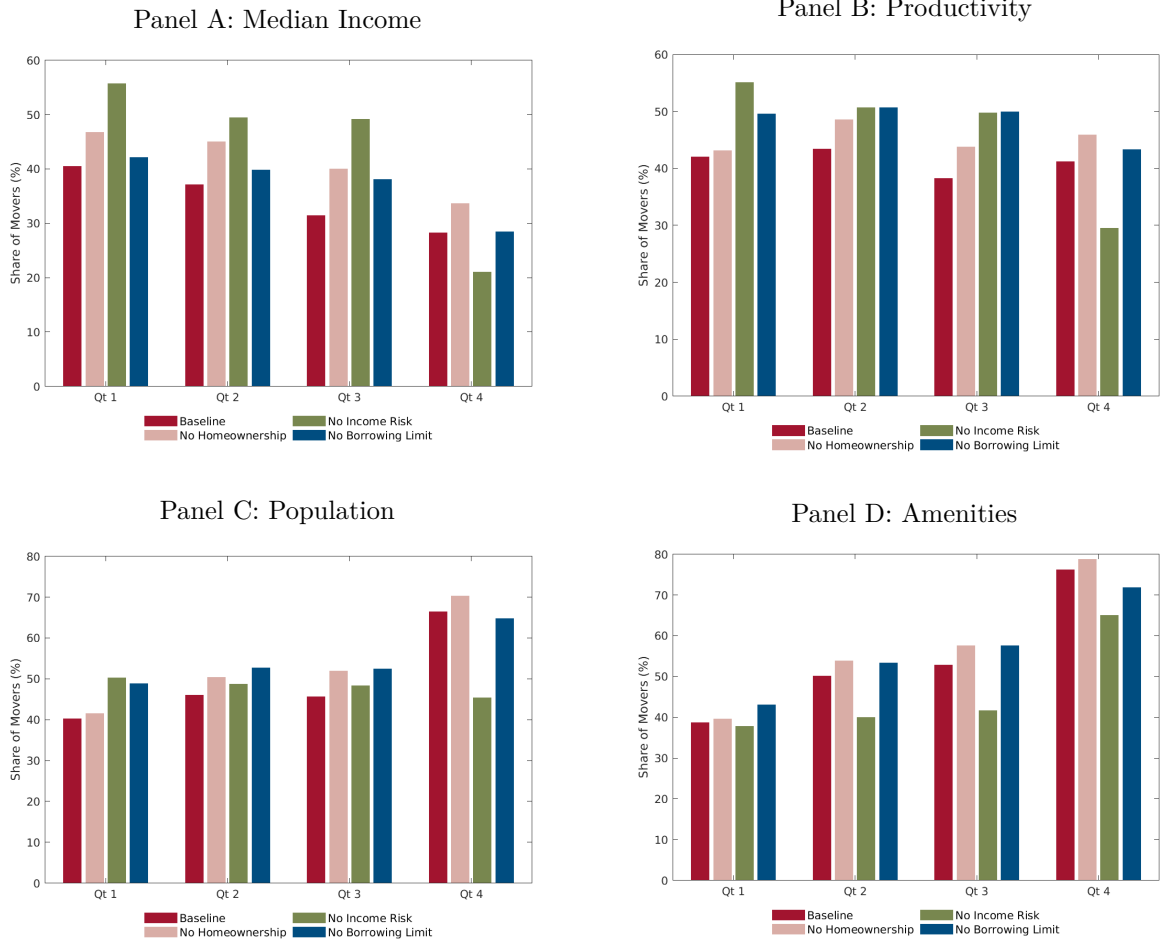 Panel A: Median Income
Share of Movers (%)
60
50
40
30
20
10
0
Qt 1 Qt 2 Qt 3 Qt 4
Baseline No Income Risk
No Homeownership No Borrowing Limit
Panel B: Productivity
Share of Movers (%)
60
50
40
30
20
10
0
Qt 1 Qt 2 Qt 3 Qt 4
Baseline No Income Risk
No Homeownership No Borrowing Limit
Panel C: Population
Share of Movers (%)
80
70
60
50
40
30
20
10
0
Qt 1 Qt 2 Qt 3 Qt 4
Baseline No Income Risk
No Homeownership No Borrowing Limit
Panel D: Amenities
Share of Movers (%)
80
70
60
50
40
30
20
10
0
Qt 1 Qt 2 Qt 3 Qt 4
Baseline No Income Risk
No Homeownership No Borrowing Limit